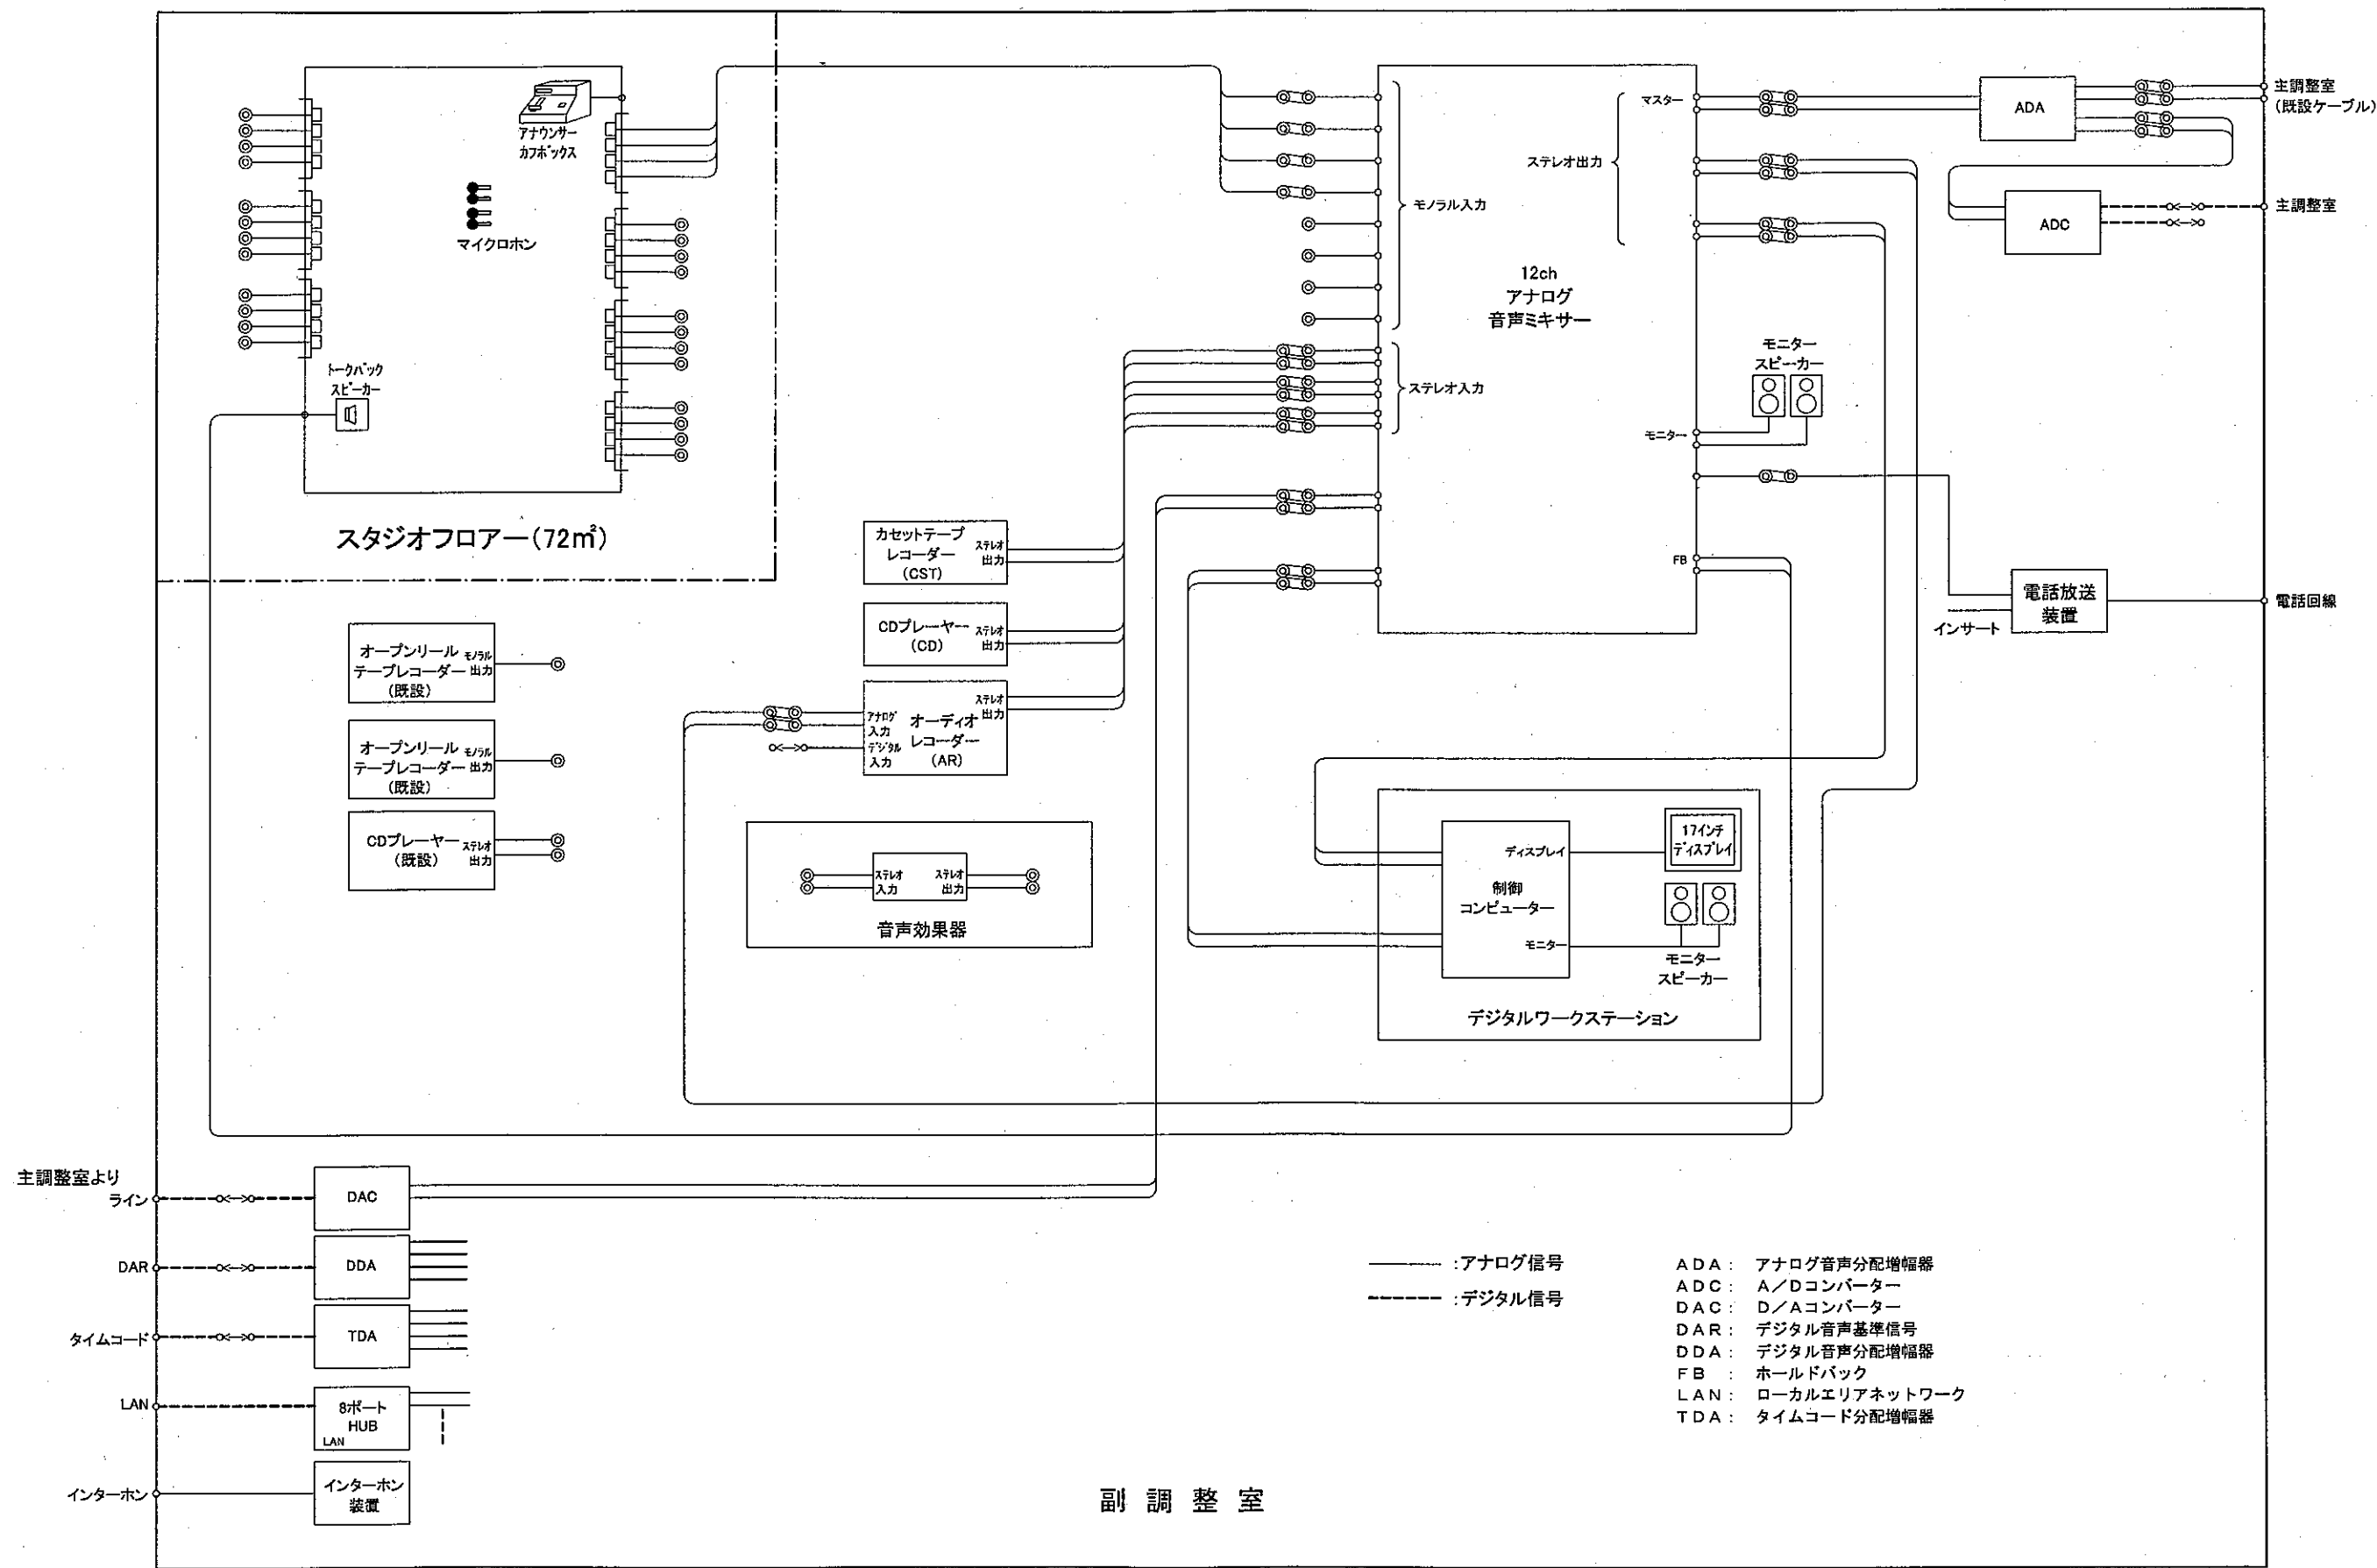 アナウンサー
カフボックス
マイクロホン
トークバック
スピーカー
スタジオフロアー(72㎡)
オープンリール
テープレコーダー
(既設)
モノラル
出力
オープンリール
テープレコーダー
(既設)
モノラル
出力
CDプレーヤー
(既設)
ステレオ
出力
カセットテープ
レコーダー
(CST)
ステレオ
出力
CDプレーヤー
(CD)
ステレオ
出力
アナログ
入力
デジタル
入力
オーディオ
レコーダー
(AR)
ステレオ
出力
ステレオ
入力
ステレオ
出力
音声効果器
モノラル入力
ステレオ入力
12ch
アナログ
音声ミキサー
マスター
ステレオ出力
モニター
FB
モニター
スピーカー
ADA
ADC
主調整室
(既設ケーブル)
主調整室
電話放送
装置
インサート
電話回線
ディスプレイ
制御
コンピューター
モニター
17インチ
ディスプレイ
モニター
スピーカー
デジタルワークステーション
主調整室より
ライン
DAC
DAR
DDA
タイムコード
TDA
LAN
8ポート
HUB
LAN
インターホン
インターホン
装置
:アナログ信号
:デジタル信号
ADA: アナログ音声分配増幅器
ADC: A/Dコンバーター
DAC: D/Aコンバーター
DAR: デジタル音声基準信号
DDA: デジタル音声分配増幅器
FB : ホールドバック
LAN: ローカルエリアネットワーク
TDA: タイムコード分配増幅器
副調整室